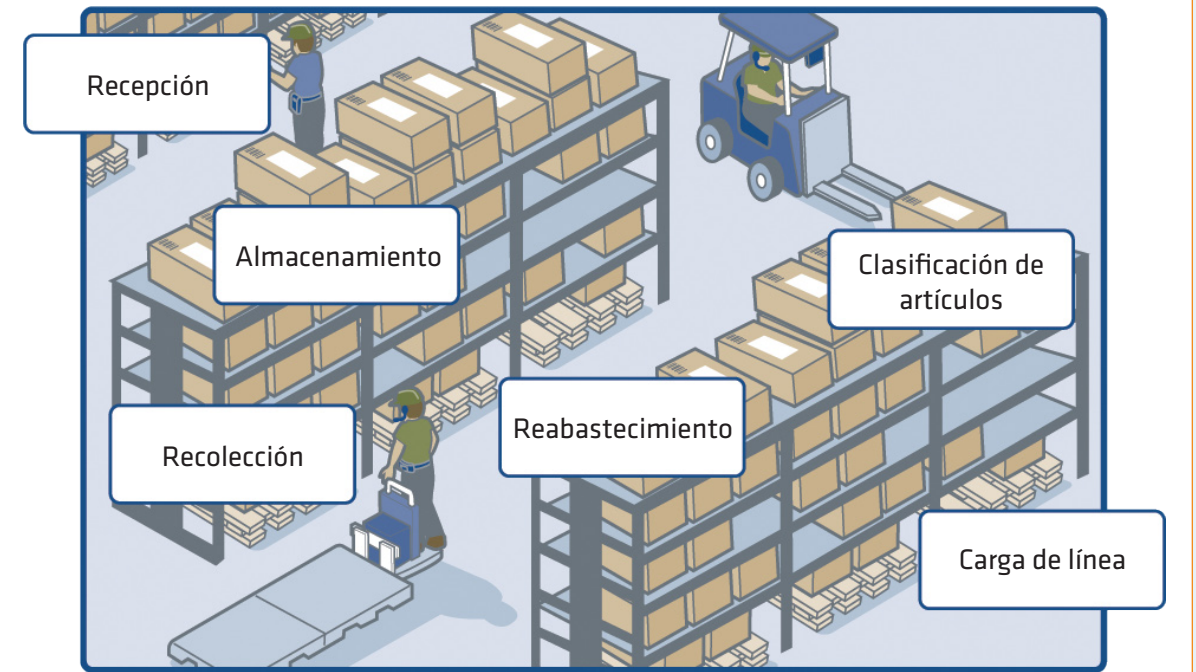 Recepción
Almacenamiento
Clasificación de
artículos
Recolección
Reabastecimiento
Carga de línea